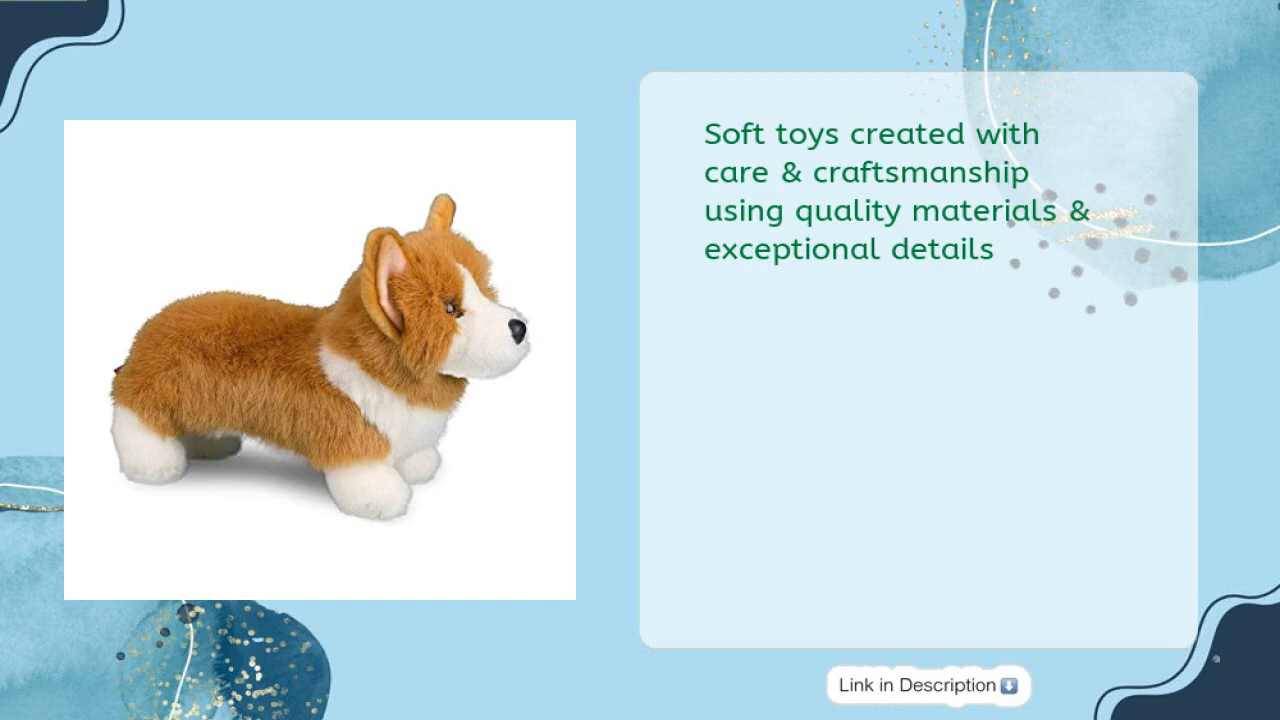 Soft toys created with
care & craftsmanship
using quality materials &
exceptional details
Link in Description ⬇️